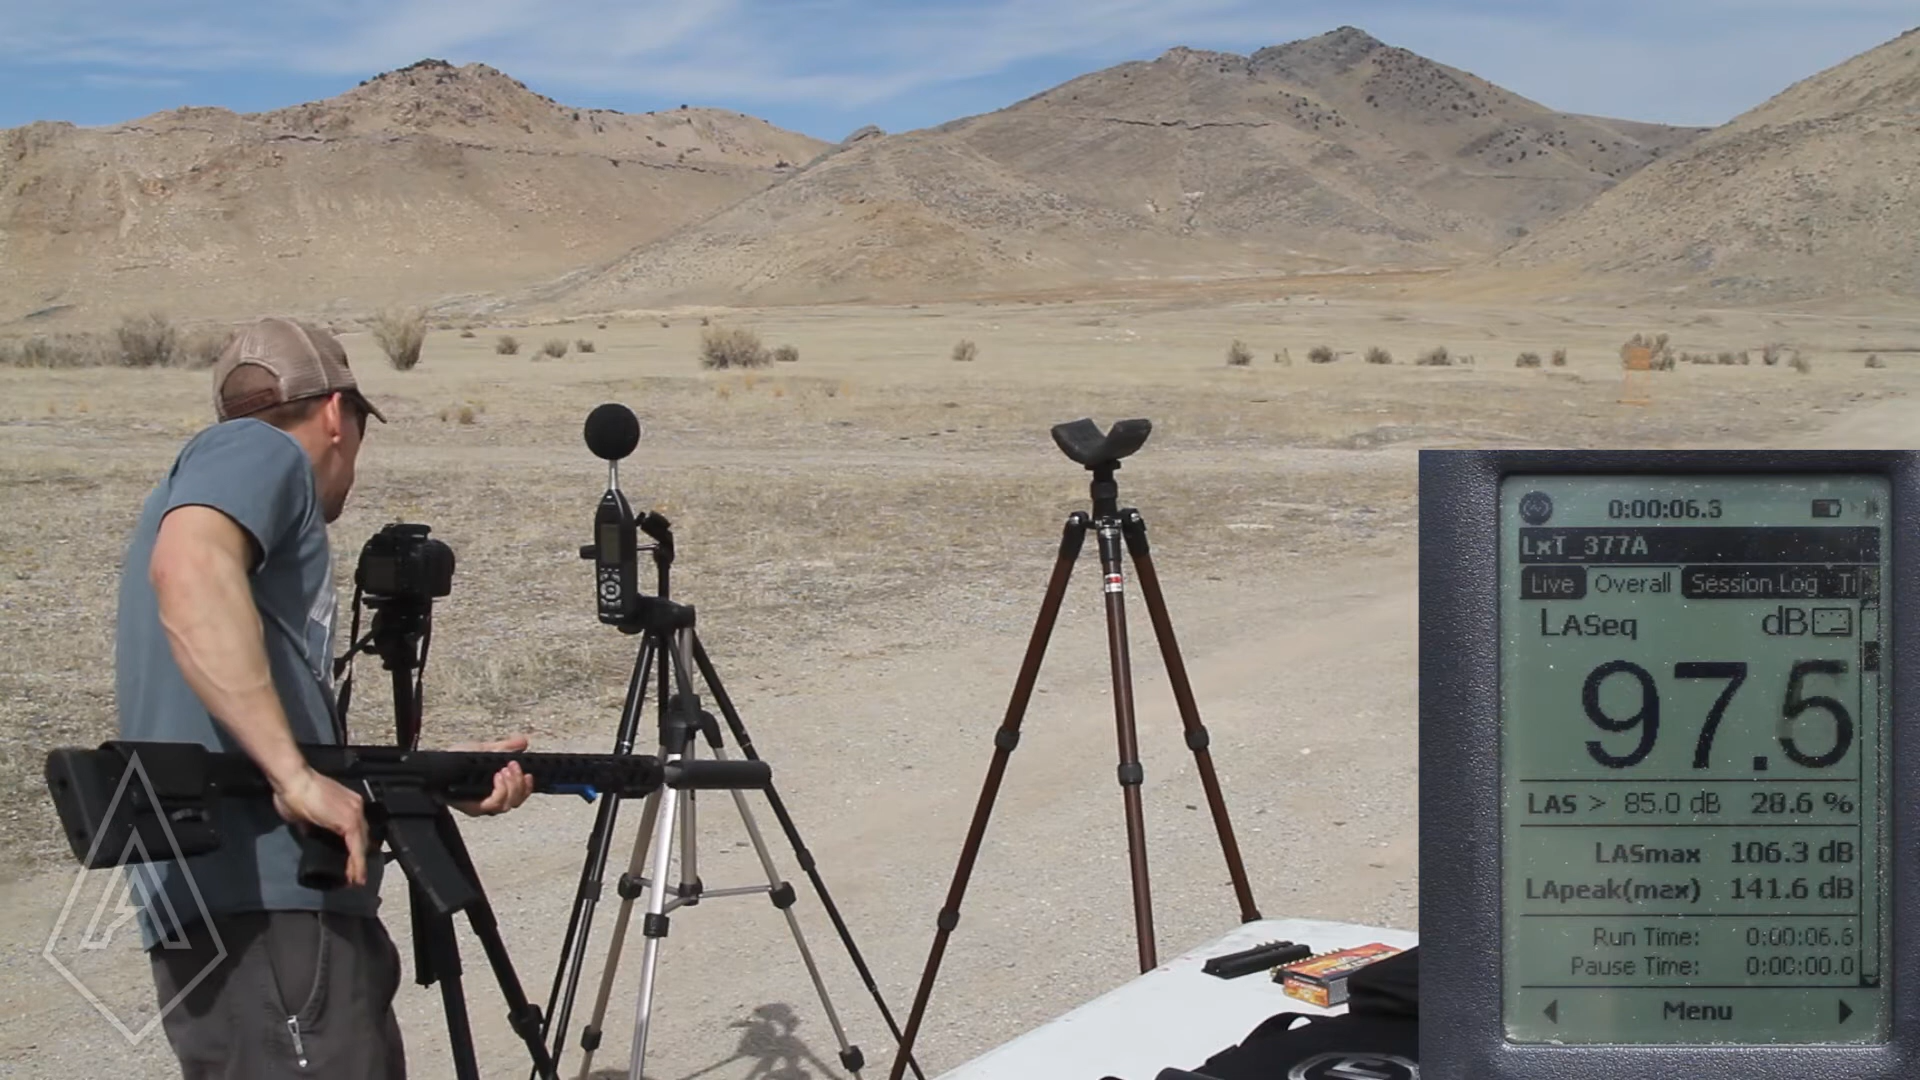 0:00:06.3
LxT_377A
Live Overall Session Log Ti
LASeq dB
97.5
LAS > 85.0 dB 28.6 %
LASmax 106.3 dB
LApeak(max) 141.6 dB
Run Time: 0:00:06.6
Pause Time: 0:00:00.0
Menu